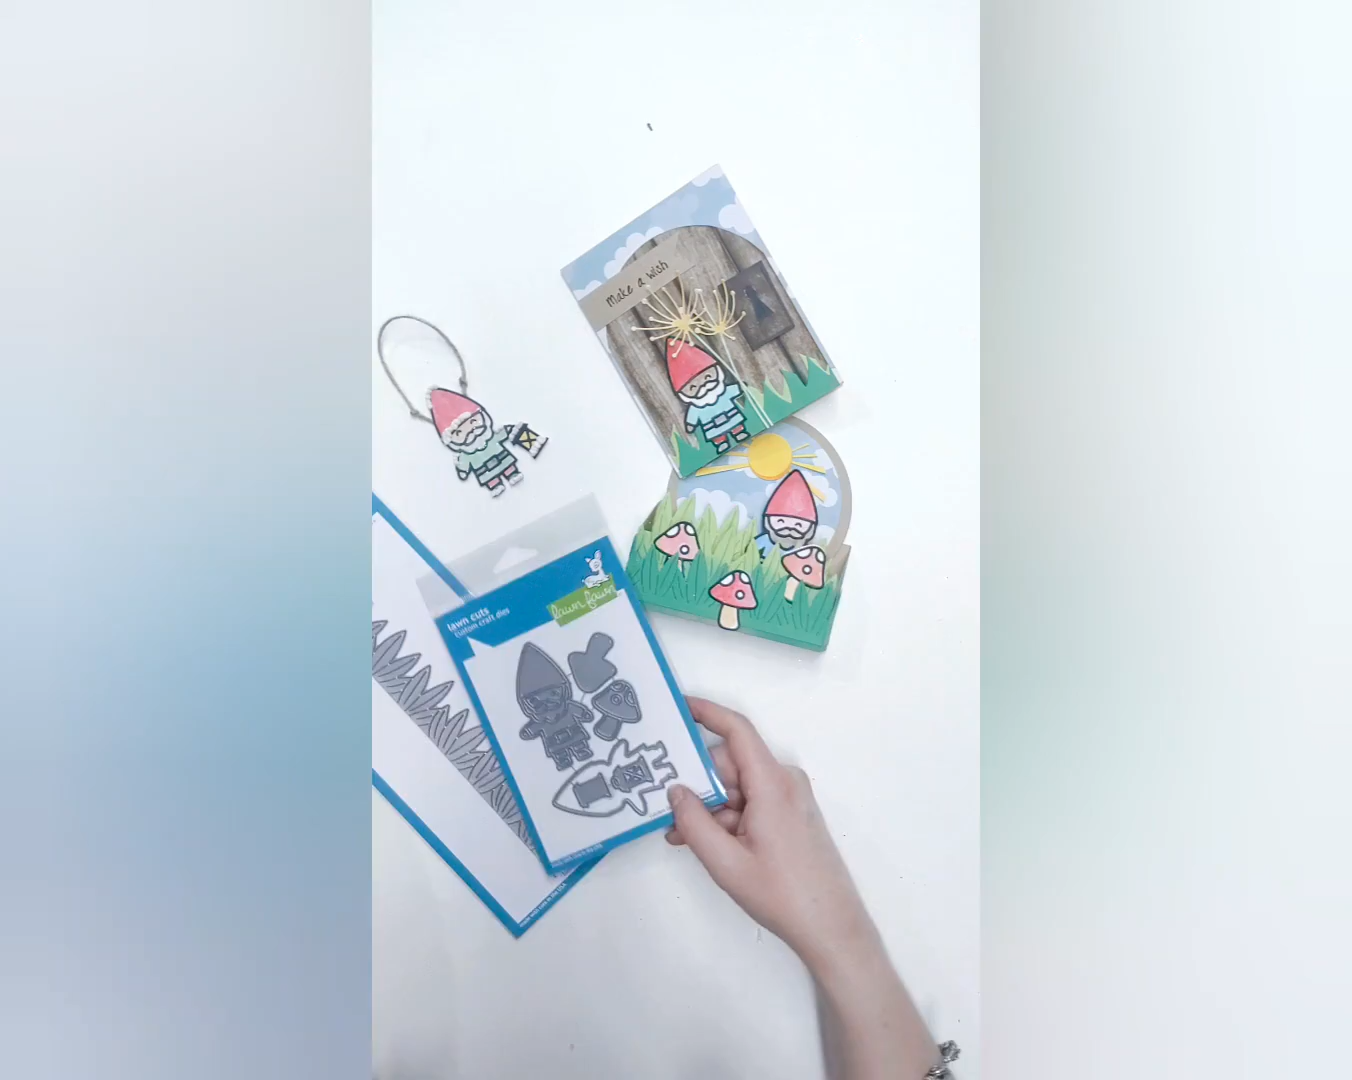 Make a wish
lawn cuts
custom craft dies
lawn fawn